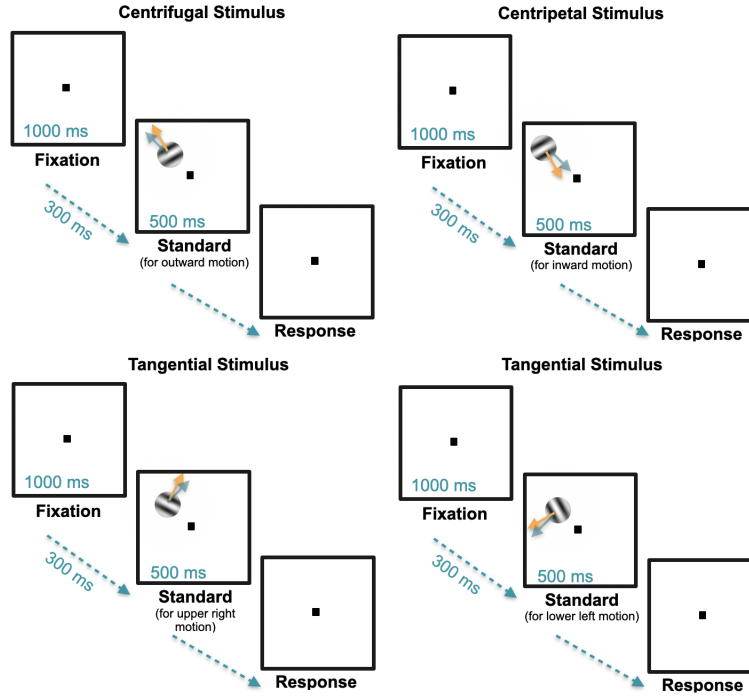 Centrifugal Stimulus
1000 ms
Fixation
300 ms
500 ms
Standard
(for outward motion)
Response
Centripetal Stimulus
1000 ms
Fixation
300 ms
500 ms
Standard
(for inward motion)
Response
Tangential Stimulus
1000 ms
Fixation
300 ms
500 ms
Standard
(for upper right
motion)
Response
Tangential Stimulus
1000 ms
Fixation
300 ms
500 ms
Standard
(for lower left motion)
Response